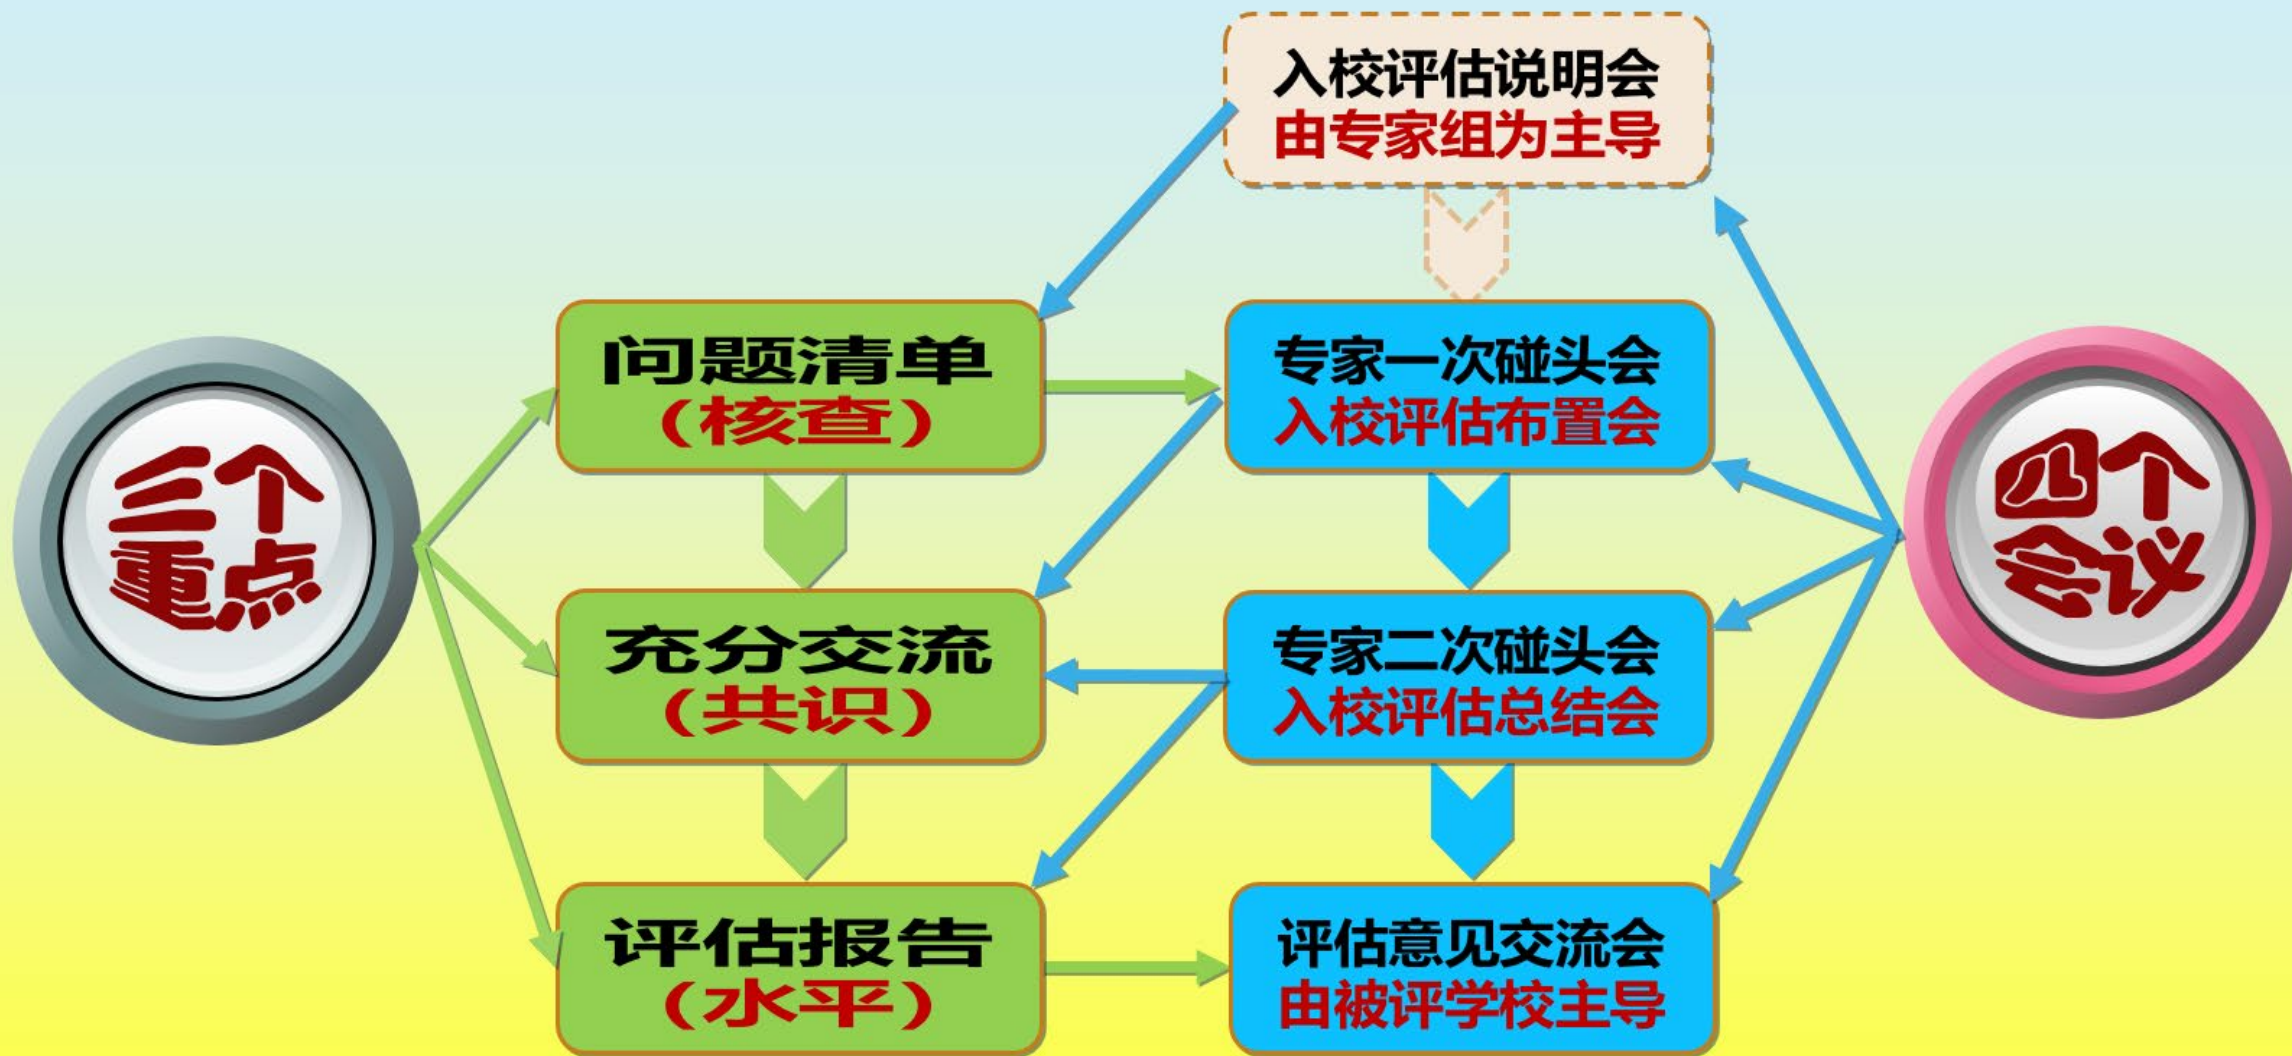 入校评估说明会
由专家组为主导
三个
重点
问题清单
（核查）
充分交流
（共识）
评估报告
（水平）
专家一次碰头会
入校评估布置会
专家二次碰头会
入校评估总结会
评估意见交流会
由被评学校主导
四个
会议